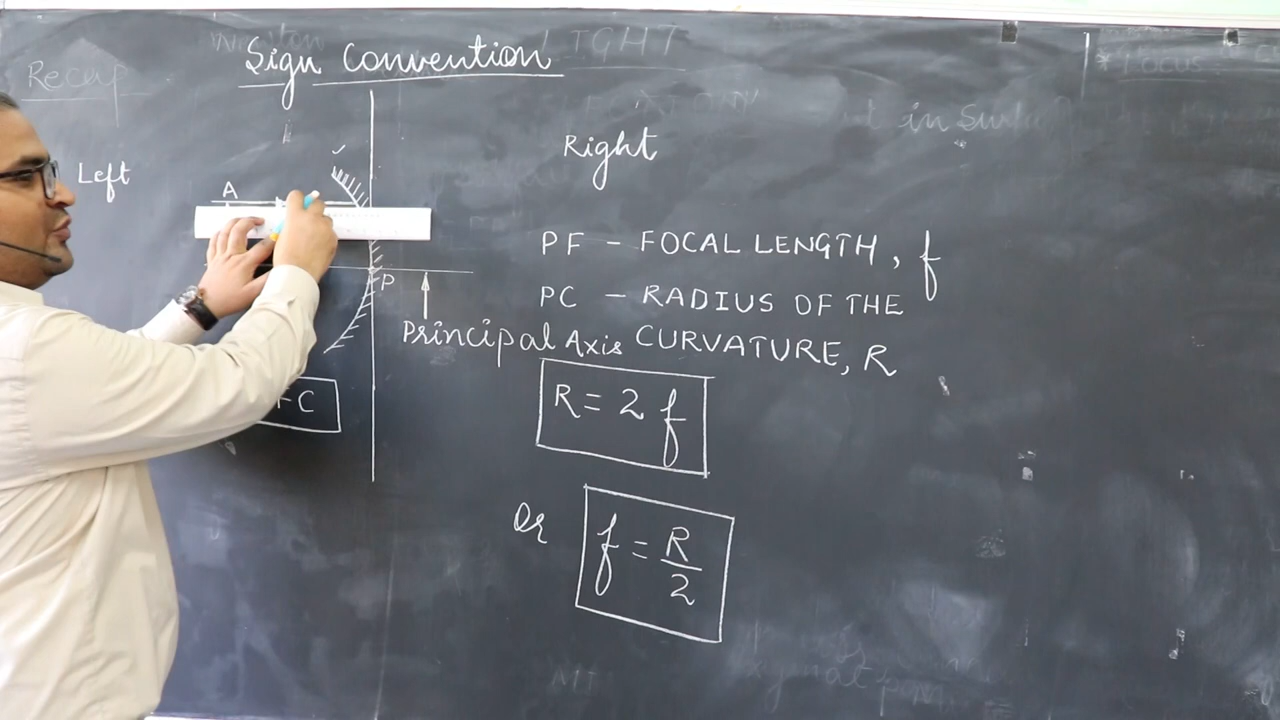 Sign Convention
Recap
LIGHT
* Focus
Left
Right
A
P
Principal Axis
PF - FOCAL LENGTH, f
PC - RADIUS OF THE
CURVATURE, R
C
R = 2 f
Or
f = R/2